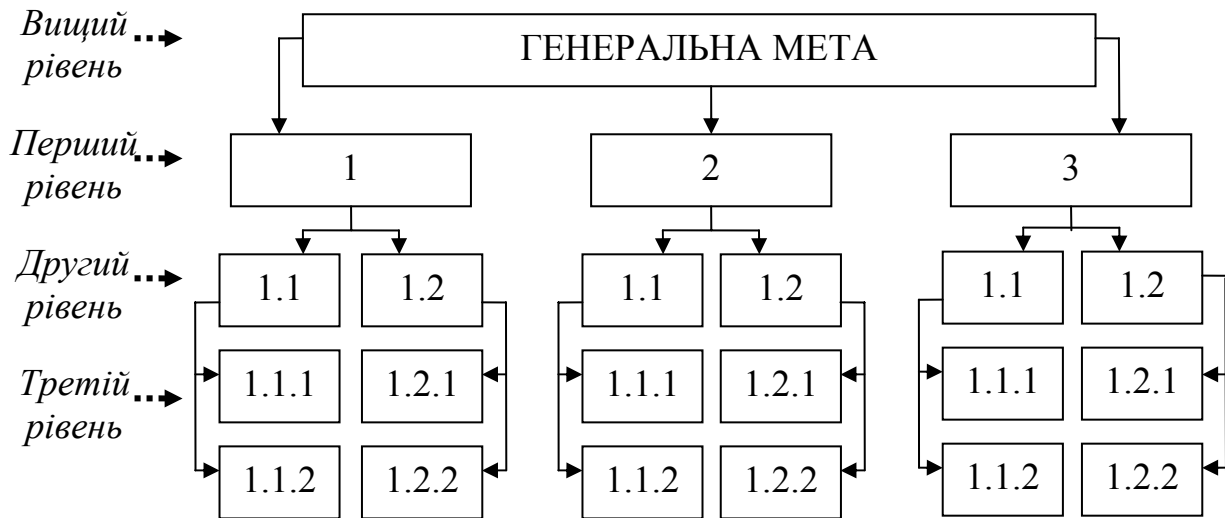 Вищий
рівень
ГЕНЕРАЛЬНА МЕТА
Перший
рівень
1
2
3
Другий
рівень
1.1
1.2
1.1
1.2
1.1
1.2
Третій
рівень
1.1.1
1.2.1
1.1.1
1.2.1
1.1.1
1.2.1
1.1.2
1.2.2
1.1.2
1.2.2
1.1.2
1.2.2